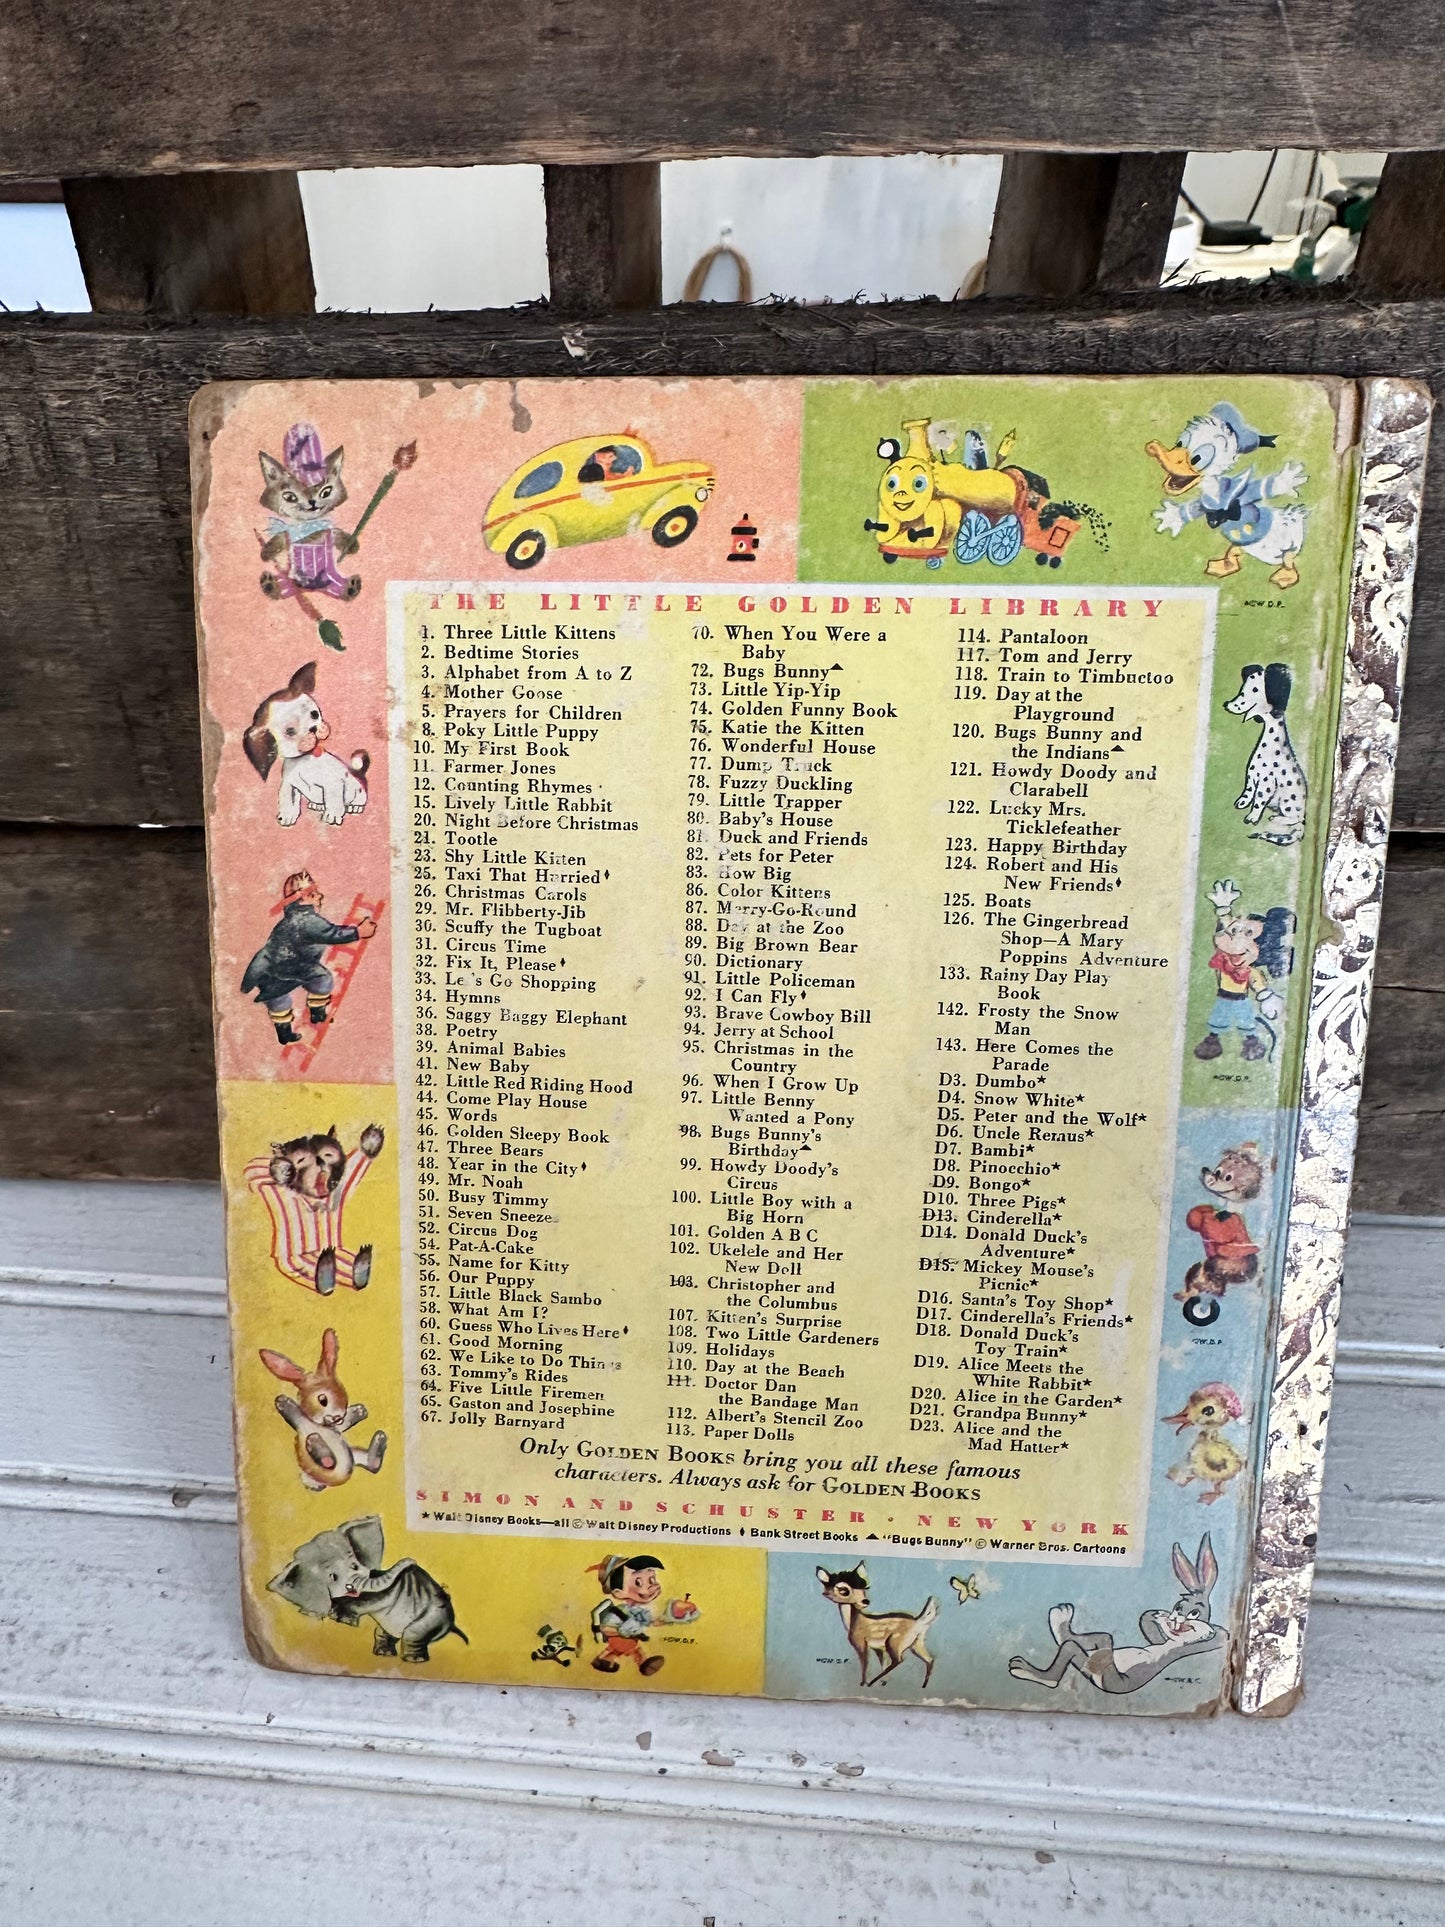 THE LITTLE GOLDEN LIBRARY
1. Three Little Kittens
2. Bedtime Stories
3. Alphabet from A to Z
4. Mother Goose
5. Prayers for Children
8. Poky Little Puppy
10. My First Book
11. Farmer Jones
12. Counting Rhymes
15. Lively Little Rabbit
20. Night Before Christmas
21. Tootle
23. Shy Little Kitten
25. Taxi That Hurried♦
26. Christmas Carols
29. Mr. Flibberty-Jib
30. Scuffy the Tugboat
31. Circus Time
32. Fix It, Please♦
33. Let's Go Shopping
34. Hymns
36. Saggy Baggy Elephant
38. Poetry
39. Animal Babies
41. New Baby
42. Little Red Riding Hood
44. Come Play House
45. Words
46. Golden Sleepy Book
47. Three Bears
48. Year in the City♦
49. Mr. Noah
50. Busy Timmy
51. Seven Sneezes
52. Circus Dog
54. Pat-A-Cake
55. Name for Kitty
56. Our Puppy
57. Little Black Sambo
58. What Am I?
60. Guess Who Lives Here♦
61. Good Morning
62. We Like to Do Things
63. Tommy's Rides
64. Five Little Firemen
65. Gaston and Josephine
67. Jolly Barnyard
70. When You Were a
Baby
72. Bugs Bunny▲
73. Little Yip-Yip
74. Golden Funny Book
75. Katie the Kitten
76. Wonderful House
77. Dump Truck
78. Fuzzy Duckling
79. Little Trapper
80. Baby's House
81. Duck and Friends
82. Pets for Peter
83. How Big
86. Color Kittens
87. Merry-Go-Round
88. Day at the Zoo
89. Big Brown Bear
90. Dictionary
91. Little Policeman
92. I Can Fly♦
93. Brave Cowboy Bill
94. Jerry at School
95. Christmas in the
Country
96. When I Grow Up
97. Little Benny
Wanted a Pony
98. Bugs Bunny's
Birthday▲
99. Howdy Doody's
Circus
100. Little Boy with a
Big Horn
101. Golden A B C
102. Ukelele and Her
New Doll
103. Christopher and
the Columbus
107. Kitten's Surprise
108. Two Little Gardeners
109. Holidays
110. Day at the Beach
111. Doctor Dan
the Bandage Man
112. Albert's Stencil Zoo
113. Paper Dolls
114. Pantaloon
117. Tom and Jerry
118. Train to Timbuctoo
119. Day at the
Playground
120. Bugs Bunny and
the Indians▲
121. Howdy Doody and
Clarabell
122. Lucky Mrs.
Ticklefeather
123. Happy Birthday
124. Robert and His
New Friends♦
125. Boats
126. The Gingerbread
Shop—A Mary
Poppins Adventure
133. Rainy Day Play
Book
142. Frosty the Snow
Man
143. Here Comes the
Parade
D3. Dumbo★
D4. Snow White★
D5. Peter and the Wolf★
D6. Uncle Remus★
D7. Bambi★
D8. Pinocchio★
D9. Bongo★
D10. Three Pigs★
D13. Cinderella★
D14. Donald Duck's
Adventure★
D15. Mickey Mouse's
Picnic★
D16. Santa's Toy Shop★
D17. Cinderella's Friends★
D18. Donald Duck's
Toy Train★
D19. Alice Meets the
White Rabbit★
D20. Alice in the Garden★
D21. Grandpa Bunny★
D23. Alice and the
Mad Hatter★
Only GOLDEN BOOKS bring you all these famous
characters. Always ask for GOLDEN BOOKS
SIMON AND SCHUSTER · NEW YORK
★ Walt Disney Books—all © Walt Disney Productions ♦ Bank Street Books ▲ "Bugs Bunny" © Warner Bros. Cartoons